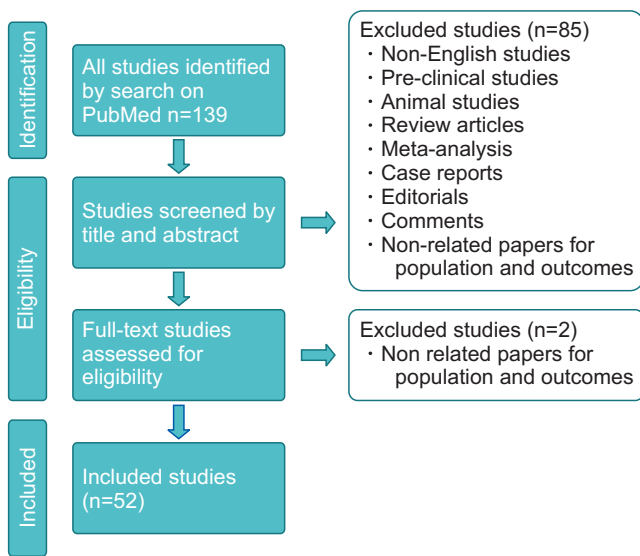 Identification
All studies identified
by search on
PubMed n=139
Excluded studies (n=85)
· Non-English studies
· Pre-clinical studies
· Animal studies
· Review articles
· Meta-analysis
· Case reports
· Editorials
· Comments
· Non-related papers for
population and outcomes
Eligibility
Studies screened by
title and abstract
Full-text studies
assessed for
eligibility
Excluded studies (n=2)
· Non related papers for
population and outcomes
Included
Included studies
(n=52)